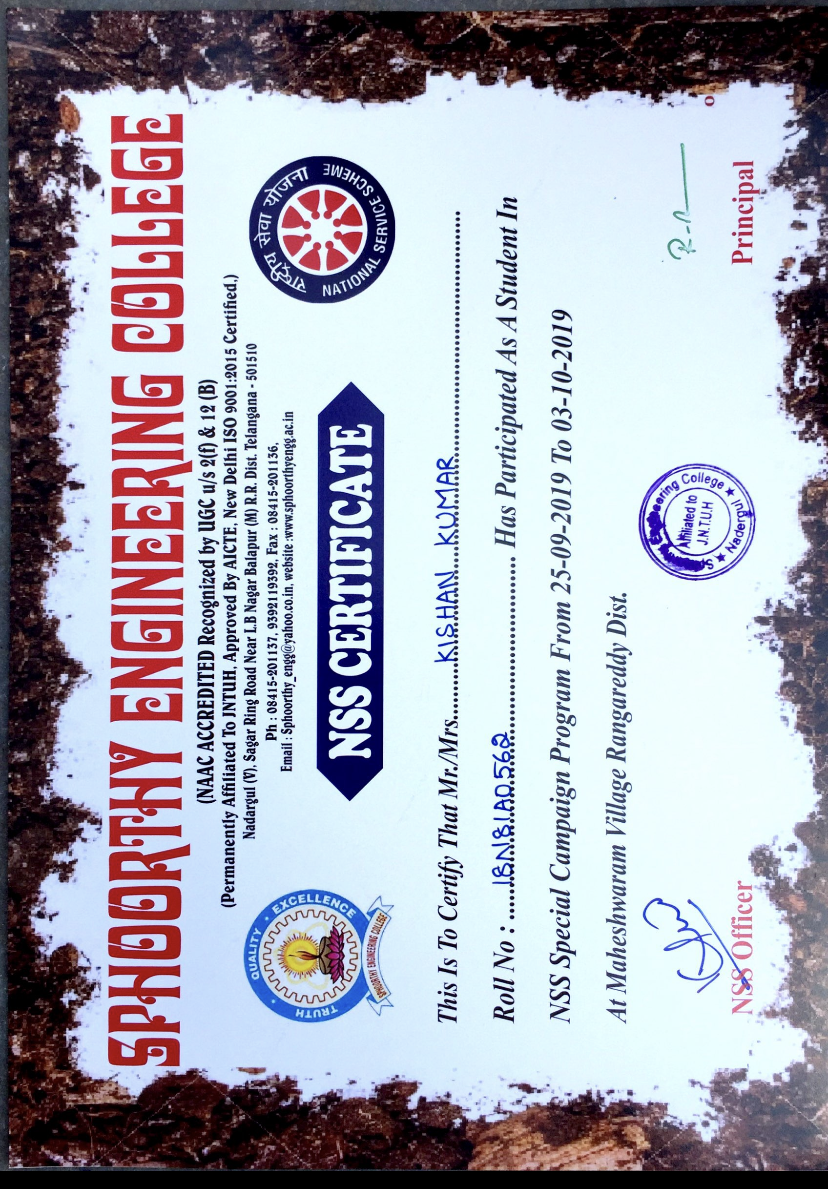 SPHOORTHY ENGINEERING COLLEGE
(NAAC ACCREDITED Recognized by UGC u/s 2(f) & 12 (B)
(Permanently Affiliated To JNTUH, Approved By AICTE, New Delhi ISO 9001:2015 Certified.)
Nadargul (V), Sagar Ring Road Near L.B Nagar Balapur (M) R.R. Dist. Telangana - 501510
Ph : 08415-201137, 9392119392, Fax : 08415-201136,
Email : Sphoorthy_engg@yahoo.co.in, website :www.sphoorthyengg.ac.in
TRUTH • QUALITY • EXCELLENCE
SPHOORTHY ENGINEERING COLLEGE
राष्ट्रीय सेवा योजना
NATIONAL SERVICE SCHEME
NSS CERTIFICATE
This Is To Certify That Mr./Mrs. KISHAN KUMAR
Roll No : 18N81A0562 Has Participated As A Student In
NSS Special Campaign Program From 25-09-2019 To 03-10-2019
At Maheshwaram Village Rangareddy Dist.
Engineering College ★ Nadergul ★
Affiliated to
J.N.T.U.H
NSS Officer
Principal